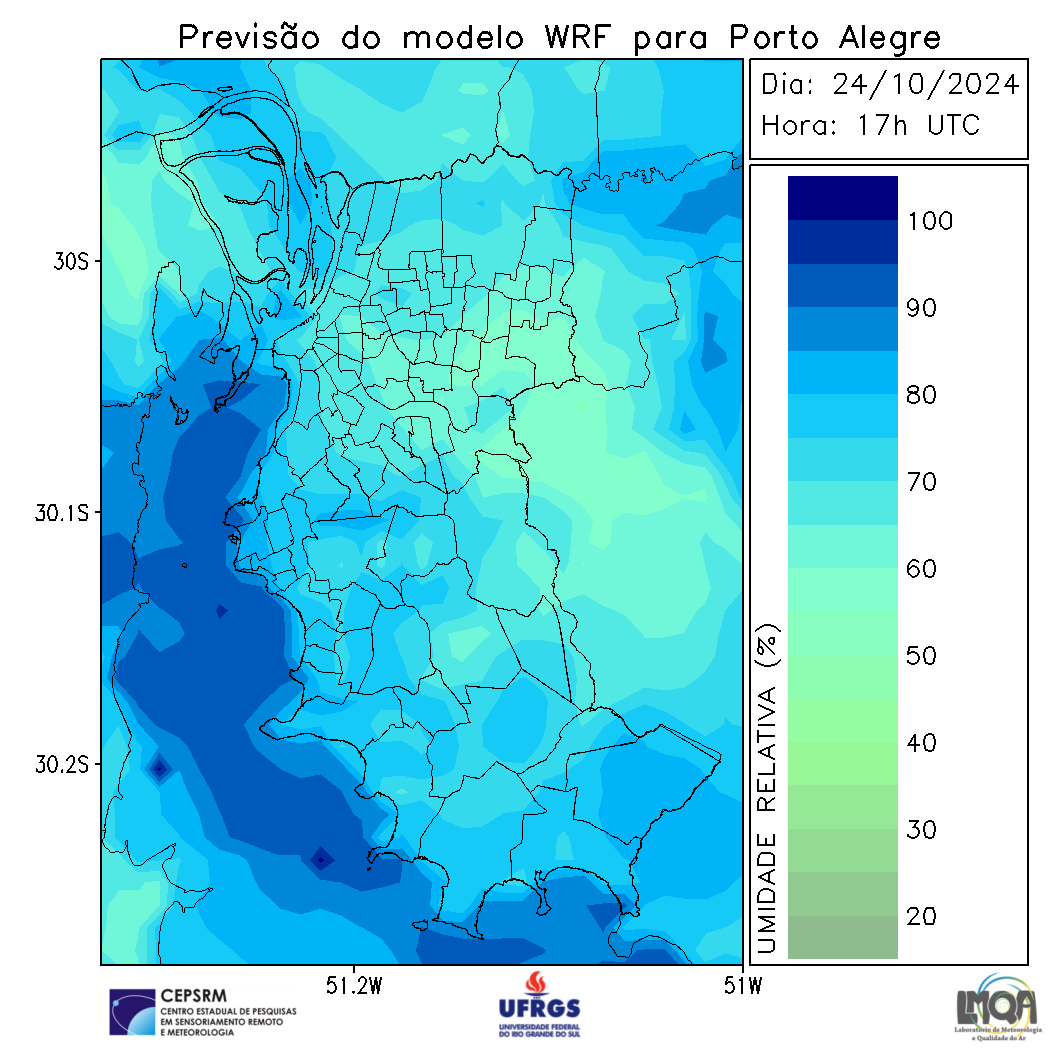 Previsão do modelo WRF para Porto Alegre
Dia: 24/10/2024
Hora: 17h UTC
30S
30.1S
30.2S
51.2W
51W
100
90
80
70
60
50
40
30
20
UMIDADE RELATIVA (%)
CEPSRM
CENTRO ESTADUAL DE PESQUISAS
EM SENSORIAMENTO REMOTO
E METEOROLOGIA
UFRGS
UNIVERSIDADE FEDERAL
DO RIO GRANDE DO SUL
LMQA
Laboratório de Meteorologia
e Qualidade do Ar